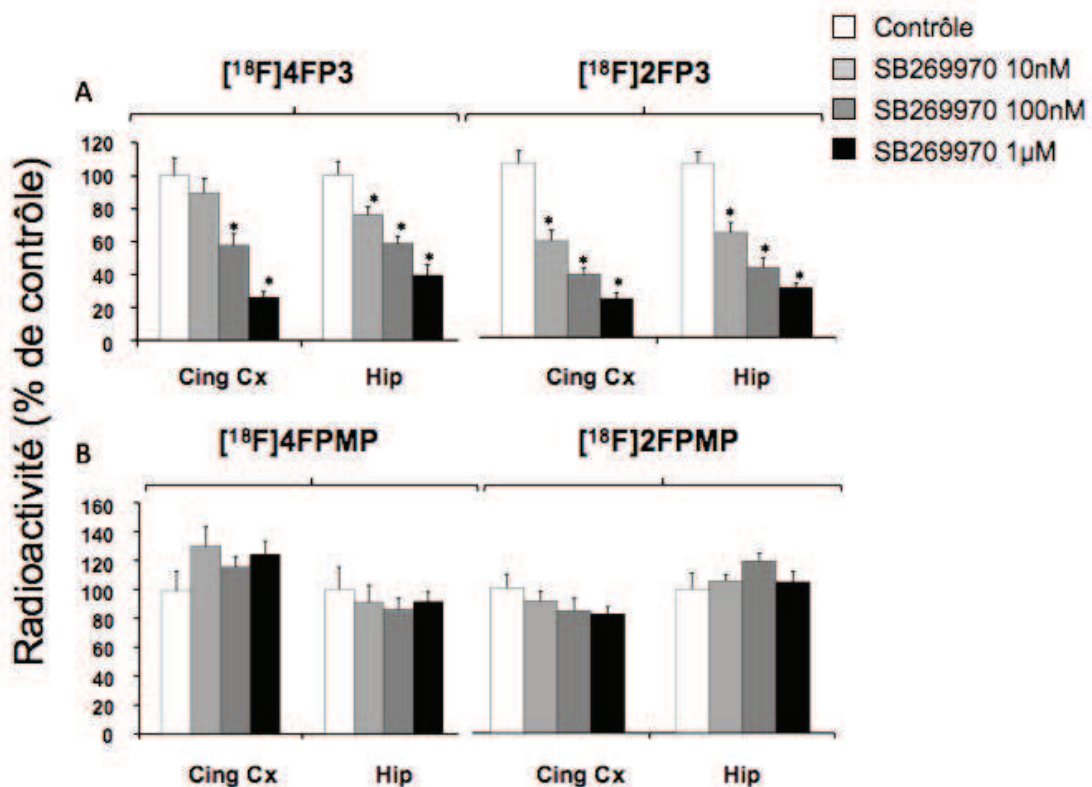 Contrôle
SB269970 10nM
SB269970 100nM
SB269970 1µM
A
[¹⁸F]4FP3
[¹⁸F]2FP3
Radioactivité (% de contrôle)
120
100
80
60
40
20
0
*
*
*
*
*
*
*
*
*
*
*
Cing Cx
Hip
Cing Cx
Hip
B
[¹⁸F]4FPMP
[¹⁸F]2FPMP
160
140
120
100
80
60
40
20
0
Cing Cx
Hip
Cing Cx
Hip